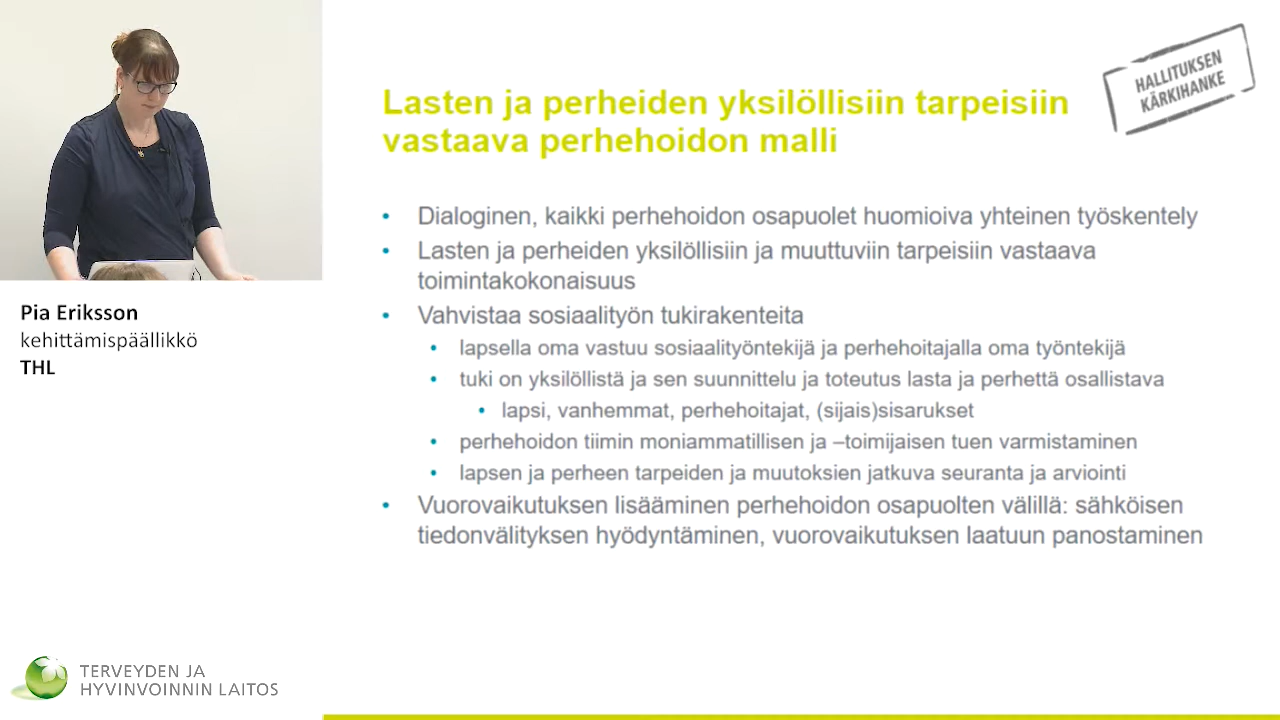 HALLITUKSEN
KÄRKIHANKE
Lasten ja perheiden yksilöllisiin tarpeisiin
vastaava perhehoidon malli
• Dialoginen, kaikki perhehoidon osapuolet huomioiva yhteinen työskentely
• Lasten ja perheiden yksilöllisiin ja muuttuviin tarpeisiin vastaava
toimintakokonaisuus
• Vahvistaa sosiaalityön tukirakenteita
• lapsella oma vastuu sosiaalityöntekijä ja perhehoitajalla oma työntekijä
• tuki on yksilöllistä ja sen suunnittelu ja toteutus lasta ja perhettä osallistava
• lapsi, vanhemmat, perhehoitajat, (sijais)sisarukset
• perhehoidon tiimin moniammatillisen ja –toimijaisen tuen varmistaminen
• lapsen ja perheen tarpeiden ja muutoksien jatkuva seuranta ja arviointi
• Vuorovaikutuksen lisääminen perhehoidon osapuolten välillä: sähköisen
tiedonvälityksen hyödyntäminen, vuorovaikutuksen laatuun panostaminen
Pia Eriksson
kehittämispäällikkö
THL
TERVEYDEN JA
HYVINVOINNIN LAITOS